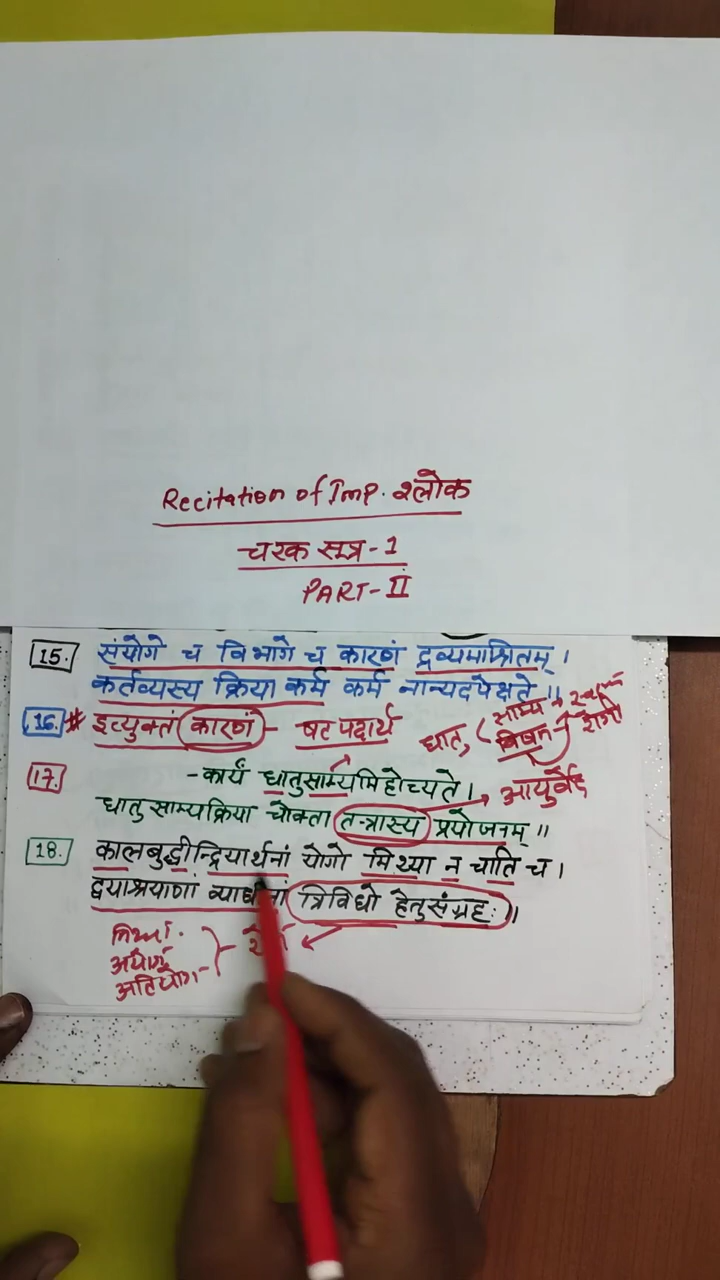 Recitation of Imp. श्लोक
चरक सूत्र-1
PART-II
15. संयोगे च विभागे च कारणं द्रव्यमाश्रितम्।
कर्तव्यस्य क्रिया कर्म कर्म नान्यदपेक्षते॥
16. # इत्युक्तं कारणं - षट पदार्थ
धातु साम्य
विषम रोगी
17. -कार्यं धातुसाम्यमिहोच्यते।
आयुर्वेद
धातुसाम्यक्रिया चोक्ता तन्त्रास्य प्रयोजनम्॥
18. कालबुद्धीन्द्रियार्थनां योगो मिथ्या न चाति च।
द्वयाश्रयाणां त्रिविधो हेतुसंग्रहः॥
मिथ्या.
अयोग
अतियोग-